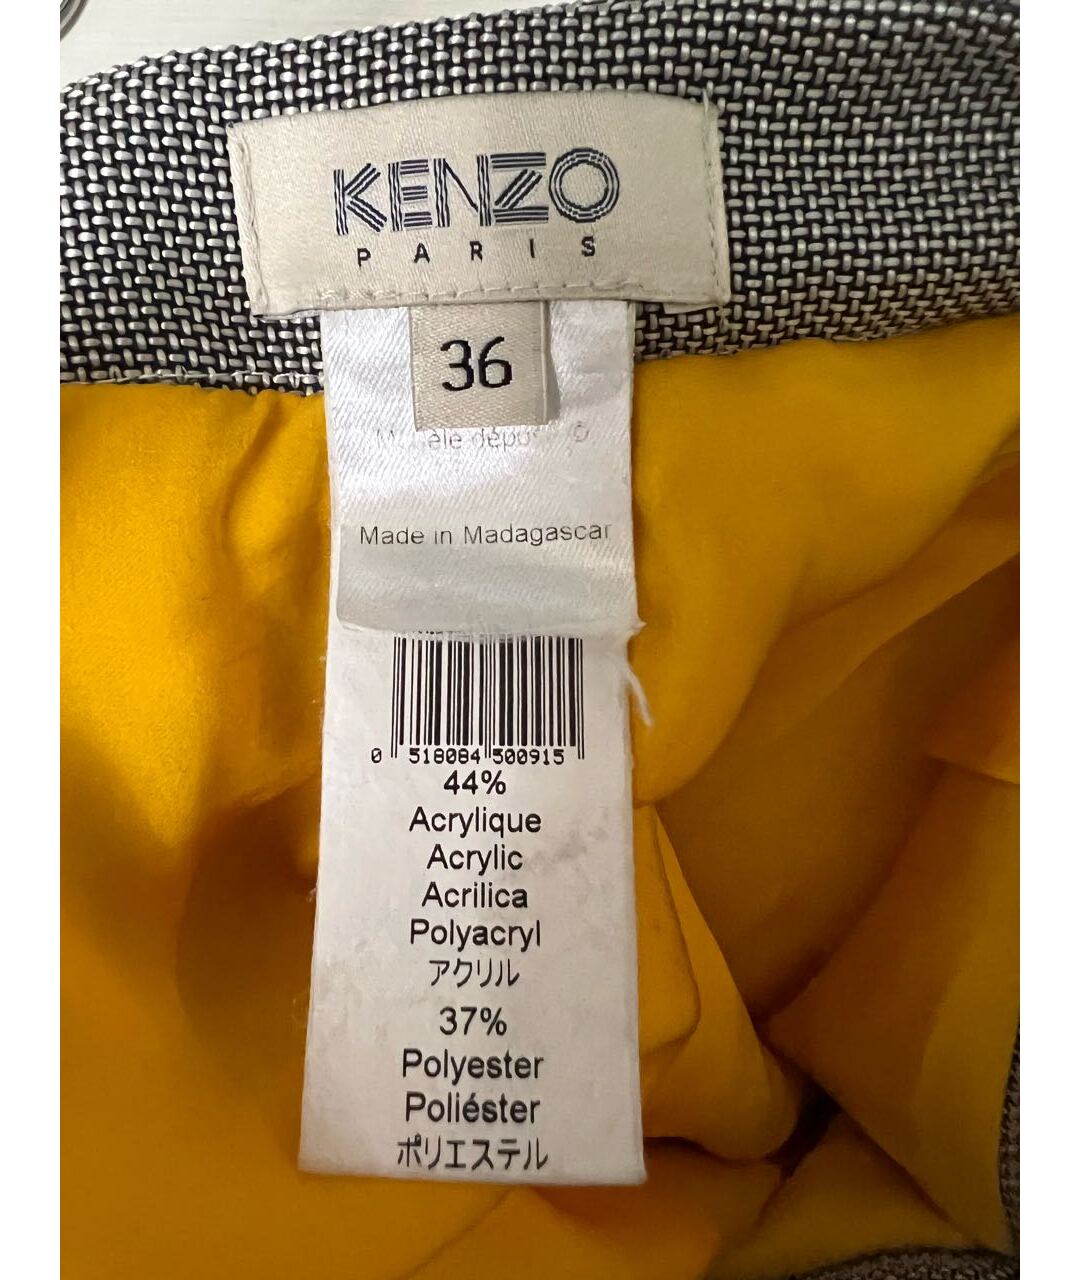 KENZO
PARIS
36
Made in Madagascar
0 518084 500915
44%
Acrylique
Acrylic
Acrilica
Polyacryl
アクリル
37%
Polyester
Poliéster
ポリエステル